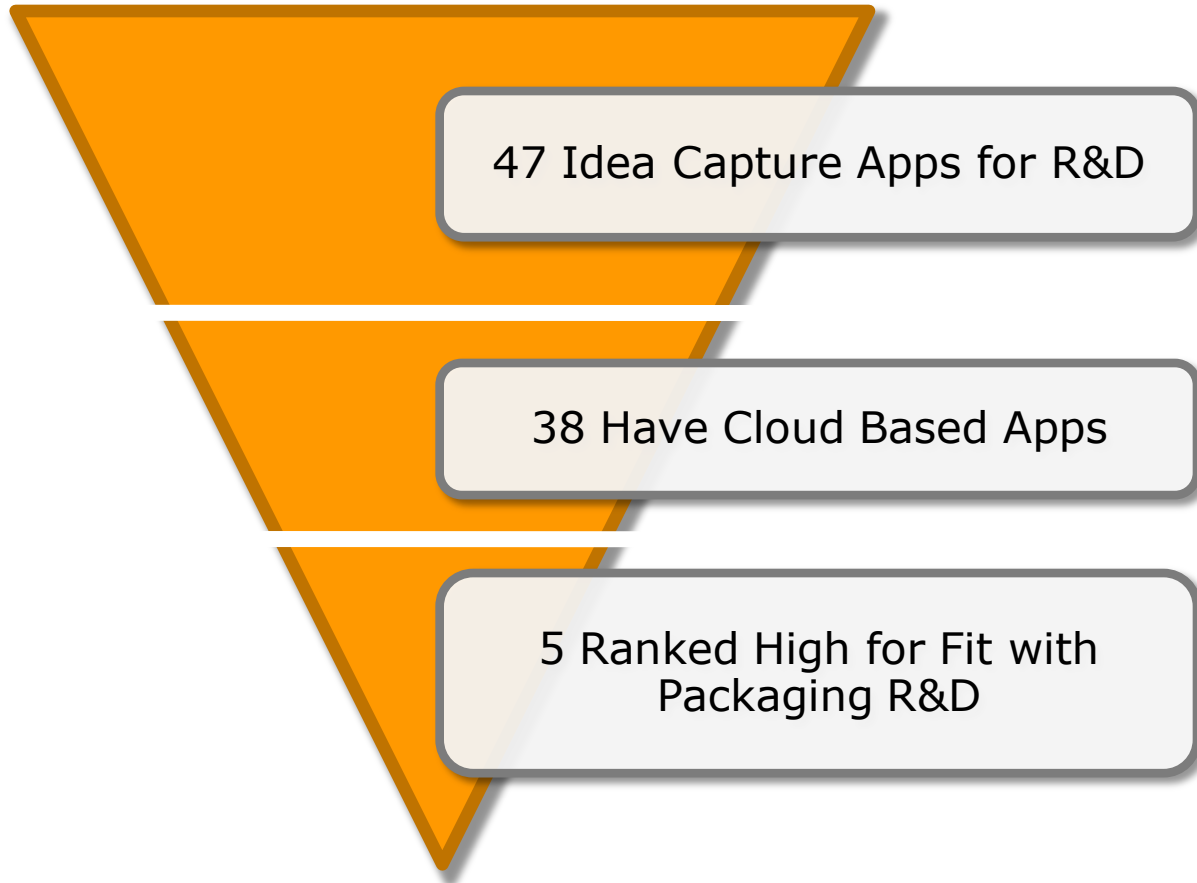 47 Idea Capture Apps for R&D
38 Have Cloud Based Apps
5 Ranked High for Fit with
Packaging R&D